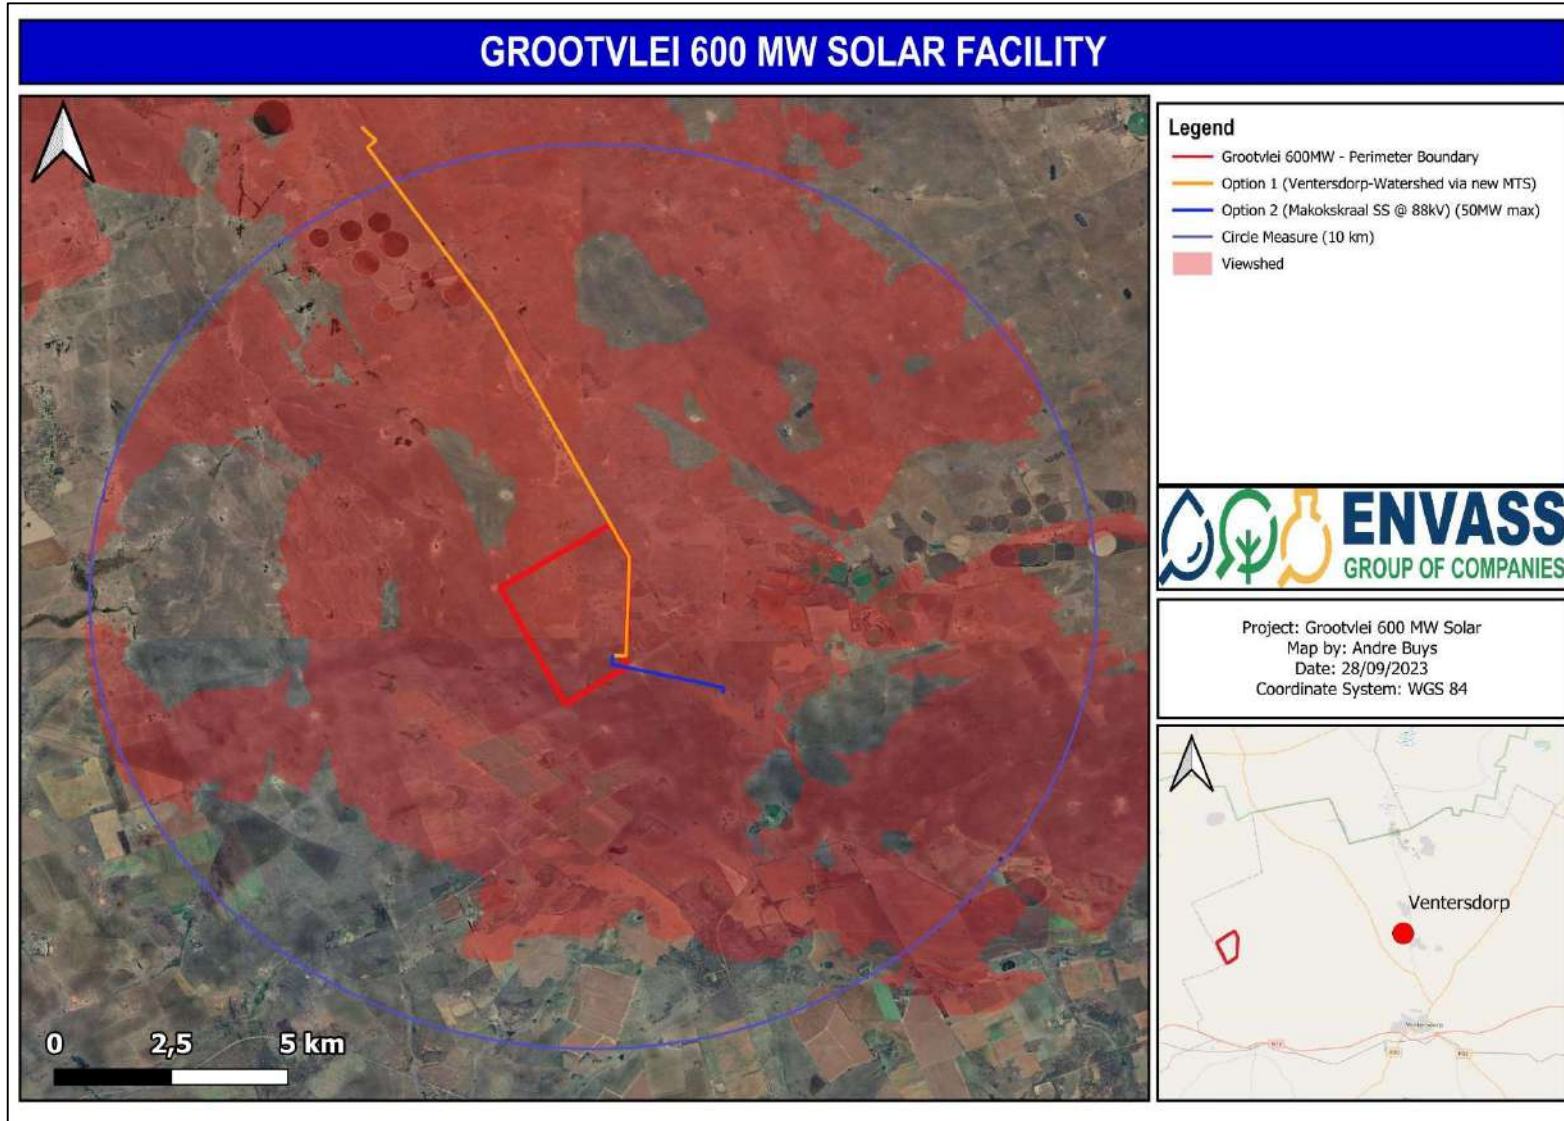 GROOTVLEI 600 MW SOLAR FACILITY
0 2,5 5 km
Legend
Grootvlei 600MW - Perimeter Boundary
Option 1 (Ventersdorp-Watershed via new MTS)
Option 2 (Makokskraal SS @ 88kV) (50MW max)
Circle Measure (10 km)
Viewshed
ENVASS
GROUP OF COMPANIES
Project: Grootvlei 600 MW Solar
Map by: Andre Buys
Date: 28/09/2023
Coordinate System: WGS 84
Ventersdorp
Ventersdorp
N14